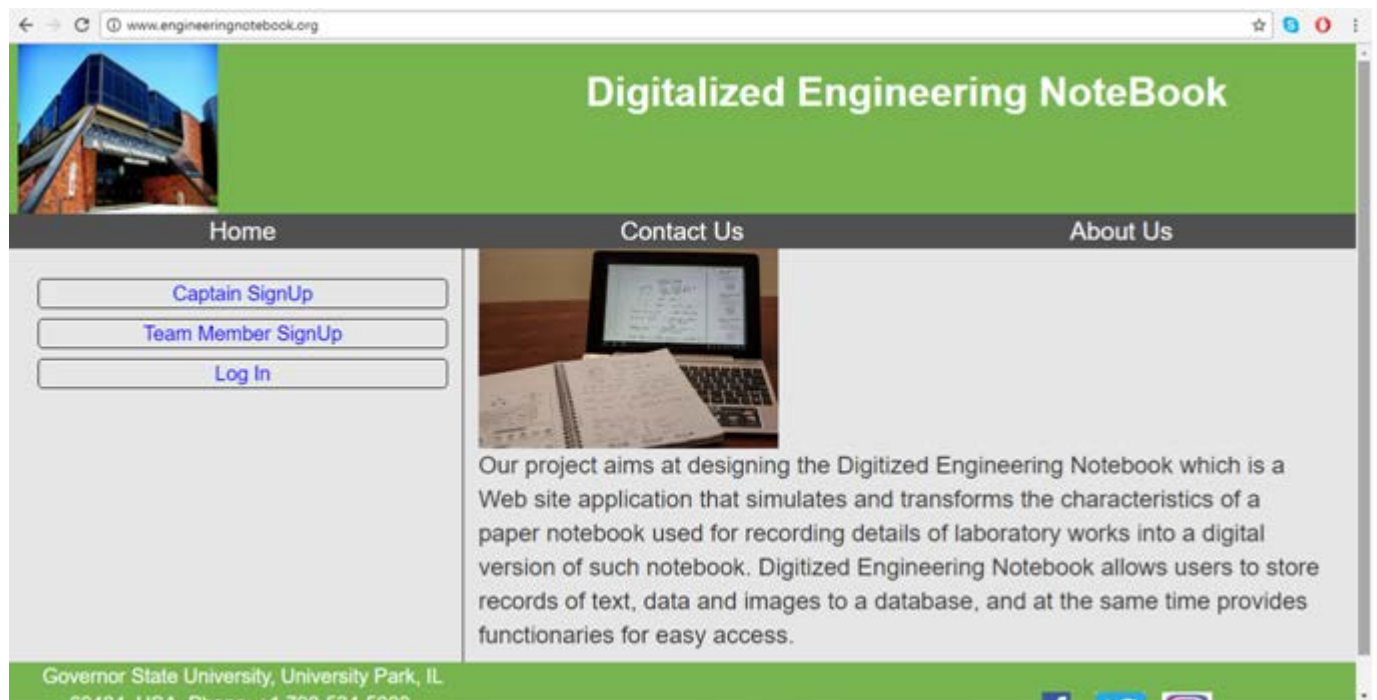 www.engineeringnotebook.org
Digitalized Engineering NoteBook
Home
Contact Us
About Us
Captain SignUp
Team Member SignUp
Log In
Our project aims at designing the Digitized Engineering Notebook which is a
Web site application that simulates and transforms the characteristics of a
paper notebook used for recording details of laboratory works into a digital
version of such notebook. Digitized Engineering Notebook allows users to store
records of text, data and images to a database, and at the same time provides
functionaries for easy access.
Governor State University, University Park, IL